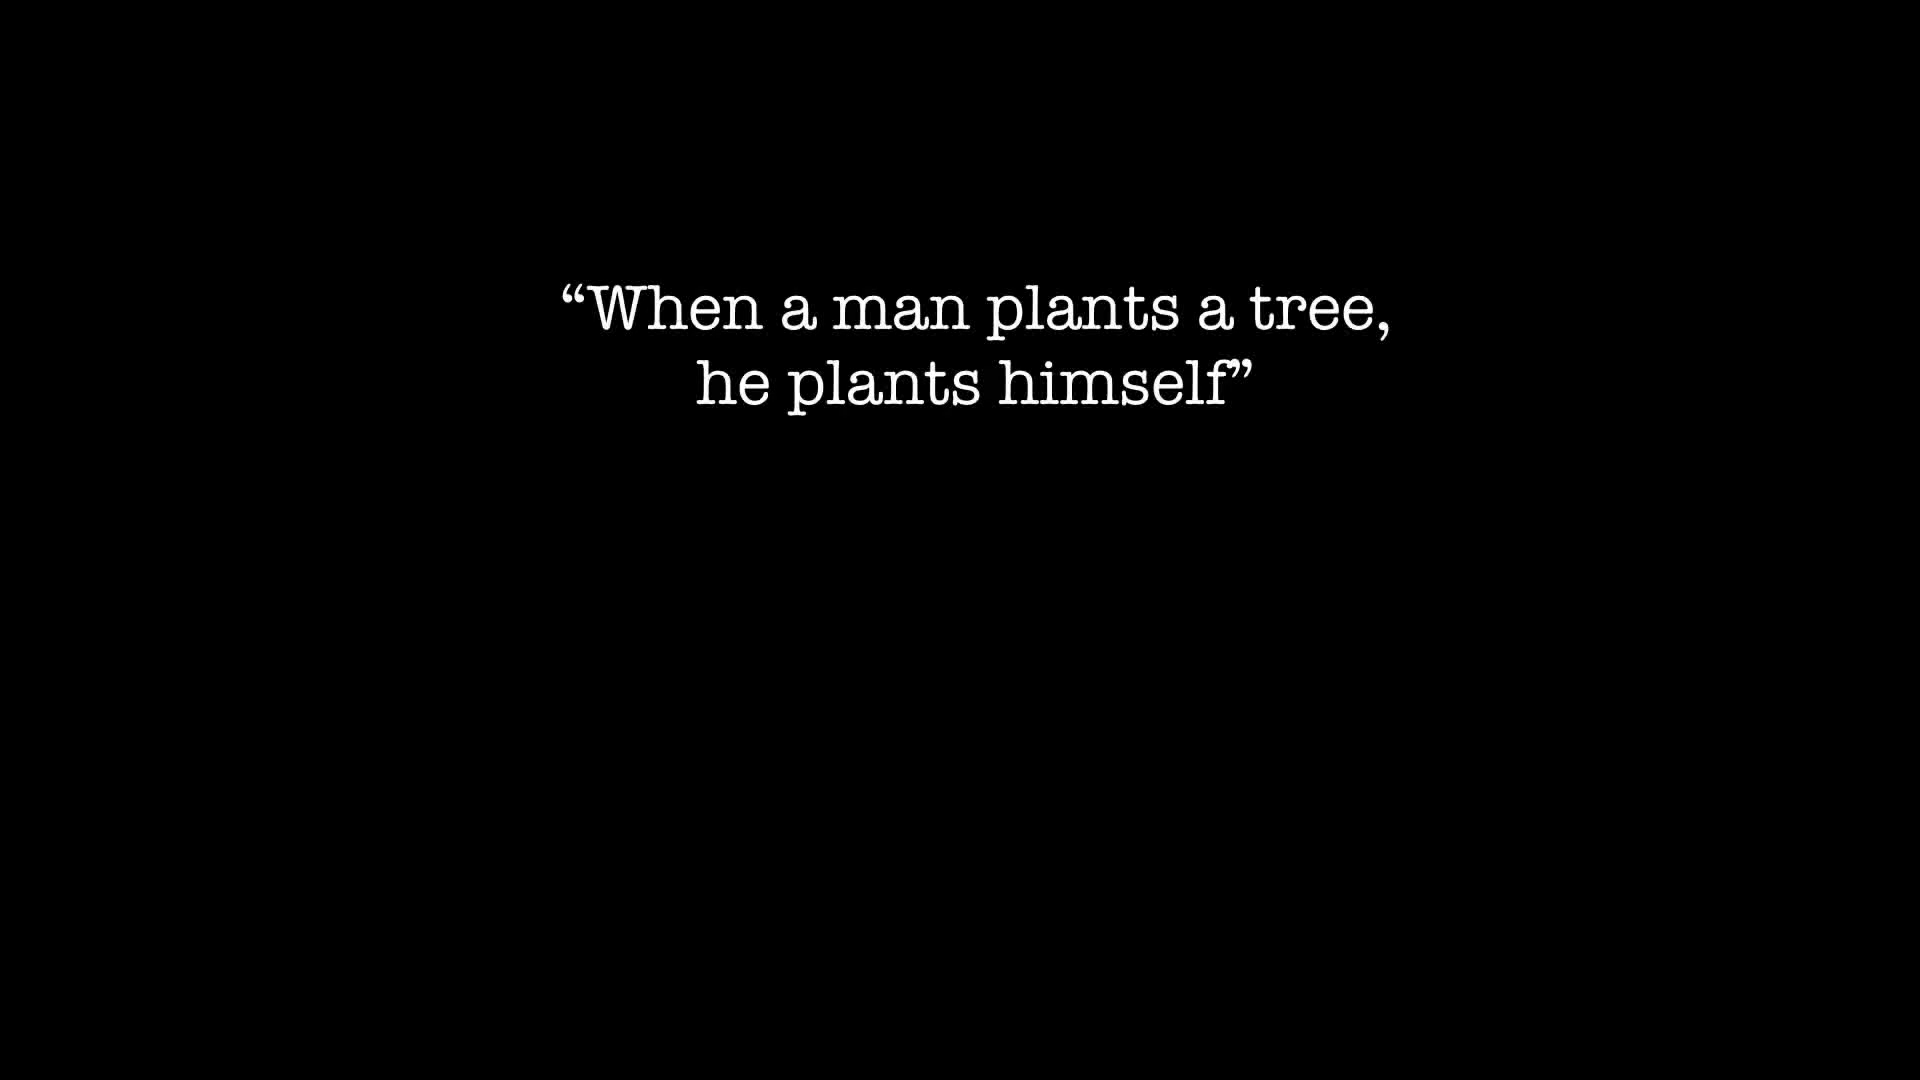 “When a man plants a tree,
he plants himself”